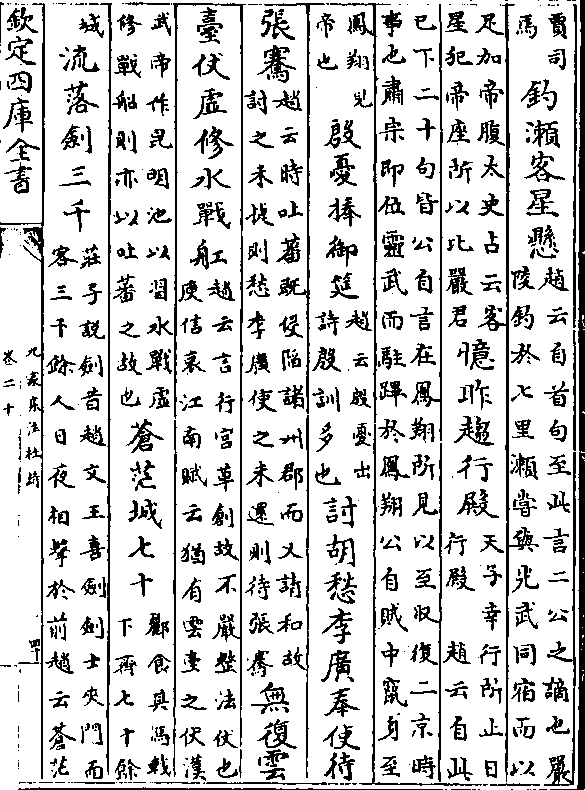 賈司馬釣瀨客星懸趙云自首句至此言二公之謫也嚴陵釣於七里瀨嘗與光武同宿而以
足加帝腹太史占云客星犯帝座所以比嚴君憶昨趨行殿天子幸行所止曰行殿 趙云自此
已下二十句皆公自言在鳳翔所見以至収復二京時事也肅宗即位靈武而駐蹕於鳳翔公自賊中竄身至
鳳翔見帝也殷憂捧御筵趙云殷憂出詩殷訓多也討胡愁李廣奉使待
張騫趙云時吐蕃既侵陷諸州郡而又請和故討之未捷則愁李廣使之未還則待張騫無復雲
臺仗虛修水戰舡趙云言行宮草創故不嚴整法仗也庾信哀江南賦云猶有雲臺之仗漢
武帝作昆明池以習水戰虛修戰船則亦以吐蕃之故也蒼茫城七十酈食其馮軾下齊七十餘
城流落劍三千莊子說劍昔趙文王喜劍劍士夾門而客三千餘人日夜相擊於前趙云蒼茫
欽定四庫全書
九家集注杜詩
卷二十